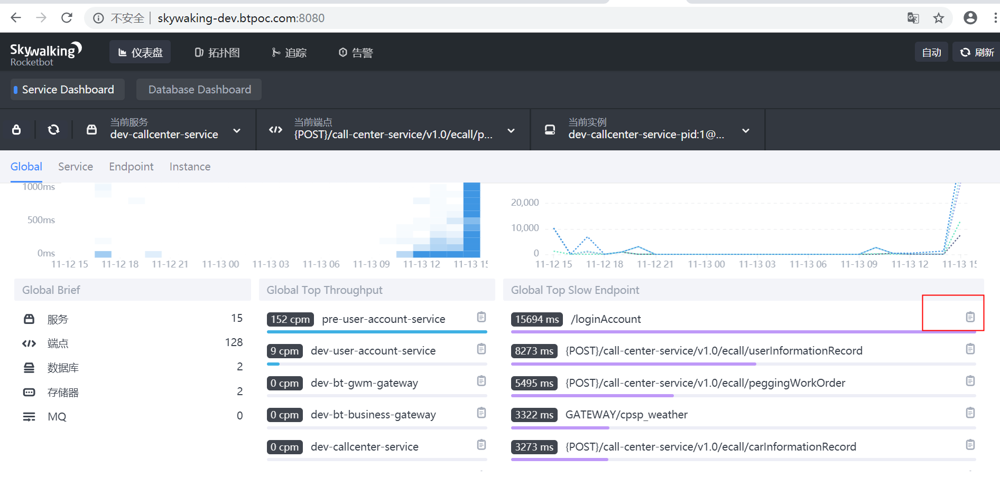 不安全 skywaking-dev.btpoc.com:8080
Skywalking
Rocketbot
仪表盘
拓扑图
追踪
告警
自动
刷新
Service Dashboard
Database Dashboard
当前服务
dev-callcenter-service
当前端点
{POST}/call-center-service/v1.0/ecall/p...
当前实例
dev-callcenter-service-pid:1@...
Global
Service
Endpoint
Instance
1000ms
500ms
0ms
11-12 15
11-12 18
11-12 21
11-13 00
11-13 03
11-13 06
11-13 09
11-13 12
11-13 15
20,000
10,000
0
11-12 15
11-12 18
11-12 21
11-13 00
11-13 03
11-13 06
11-13 09
11-13 12
11-13 15
Global Brief
服务 15
端点 128
数据库 2
存储器 2
MQ 0
Global Top Throughput
152 cpm pre-user-account-service
9 cpm dev-user-account-service
0 cpm dev-bt-gwm-gateway
0 cpm dev-bt-business-gateway
0 cpm dev-callcenter-service
Global Top Slow Endpoint
15694 ms /loginAccount
8273 ms {POST}/call-center-service/v1.0/ecall/userInformationRecord
5495 ms {POST}/call-center-service/v1.0/ecall/peggingWorkOrder
3322 ms GATEWAY/cpsp_weather
3273 ms {POST}/call-center-service/v1.0/ecall/carInformationRecord